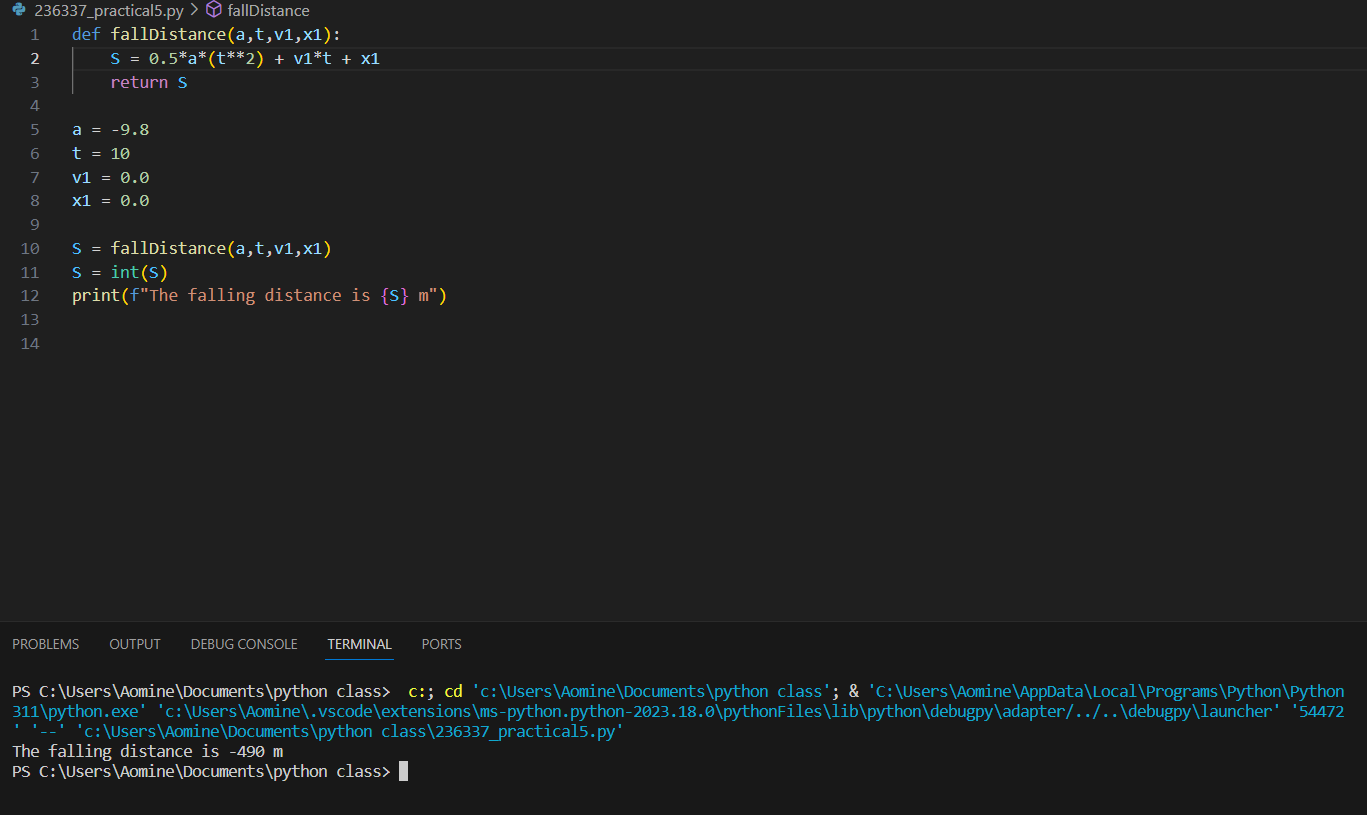 236337_practical5.py > fallDistance
1 def fallDistance(a,t,v1,x1):
2     S = 0.5*a*(t**2) + v1*t + x1
3     return S
4
5 a = -9.8
6 t = 10
7 v1 = 0.0
8 x1 = 0.0
9
10 S = fallDistance(a,t,v1,x1)
11 S = int(S)
12 print(f"The falling distance is {S} m")
13
14
PROBLEMS OUTPUT DEBUG CONSOLE TERMINAL PORTS
PS C:\Users\Aomine\Documents\python class>  c:; cd 'c:\Users\Aomine\Documents\python class'; & 'C:\Users\Aomine\AppData\Local\Programs\Python\Python
311\python.exe' 'c:\Users\Aomine\.vscode\extensions\ms-python.python-2023.18.0\pythonFiles\lib\python\debugpy\adapter/../..\debugpy\launcher' '54472
' '--' 'c:\Users\Aomine\Documents\python class\236337_practical5.py'
The falling distance is -490 m
PS C:\Users\Aomine\Documents\python class>